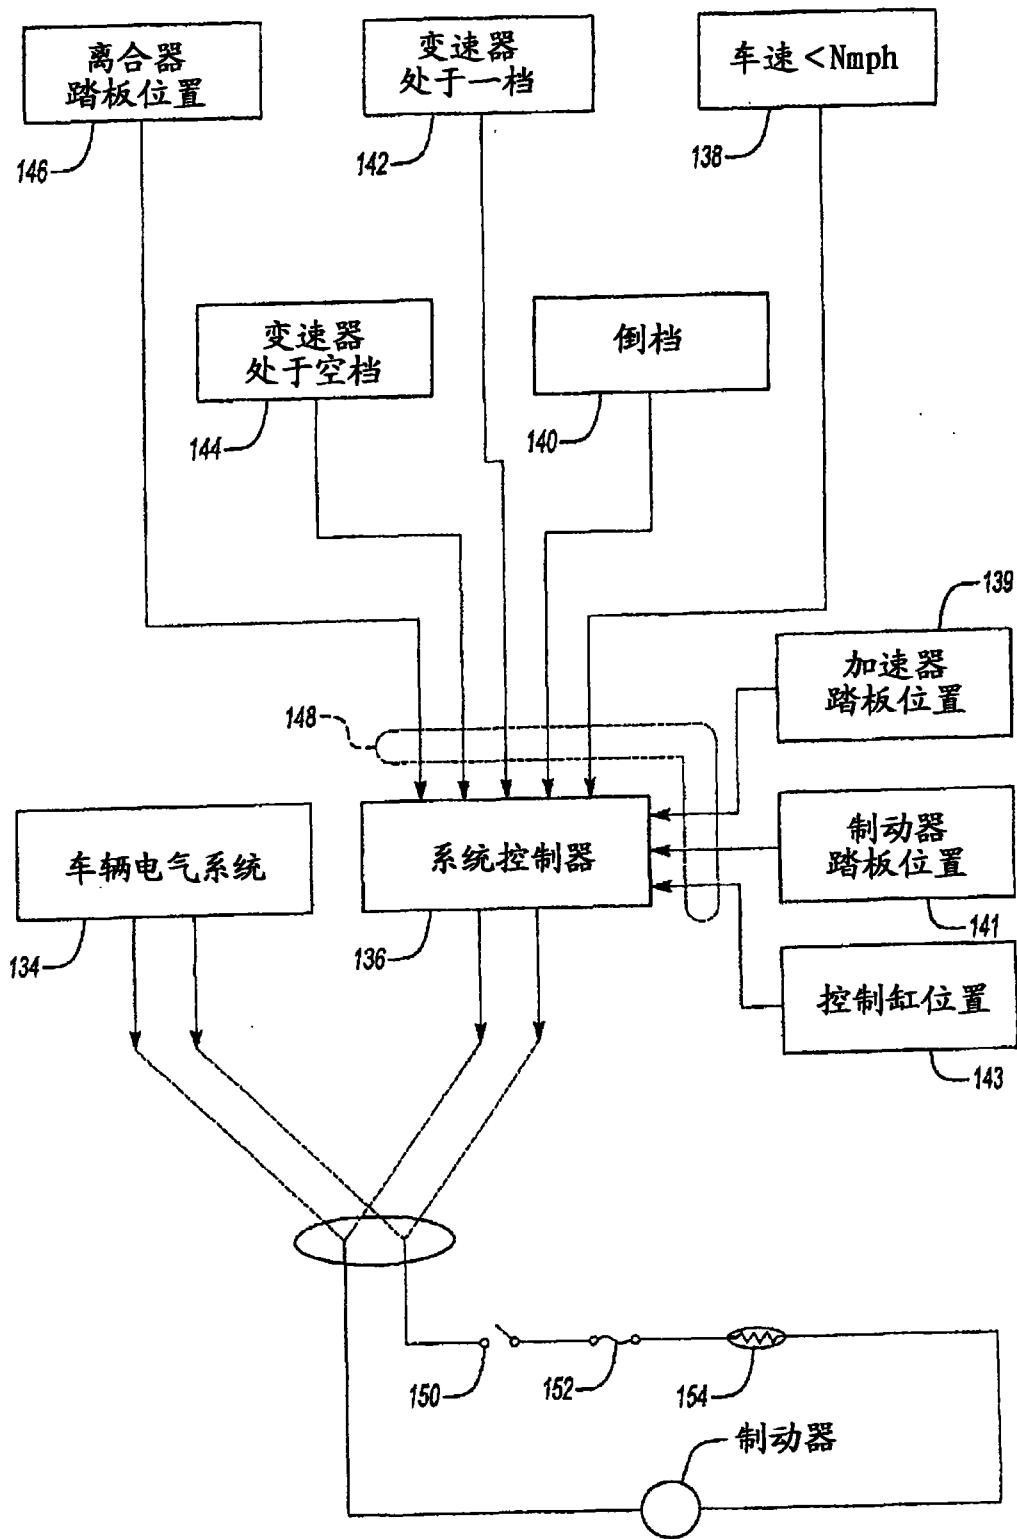 离合器
踏板位置
146
变速器
处于一档
142
车速<Nmph
138
变速器
处于空档
144
倒档
140
139
加速器
踏板位置
148
车辆电气系统
134
系统控制器
136
制动器
踏板位置
141
控制缸位置
143
150
152
154
制动器